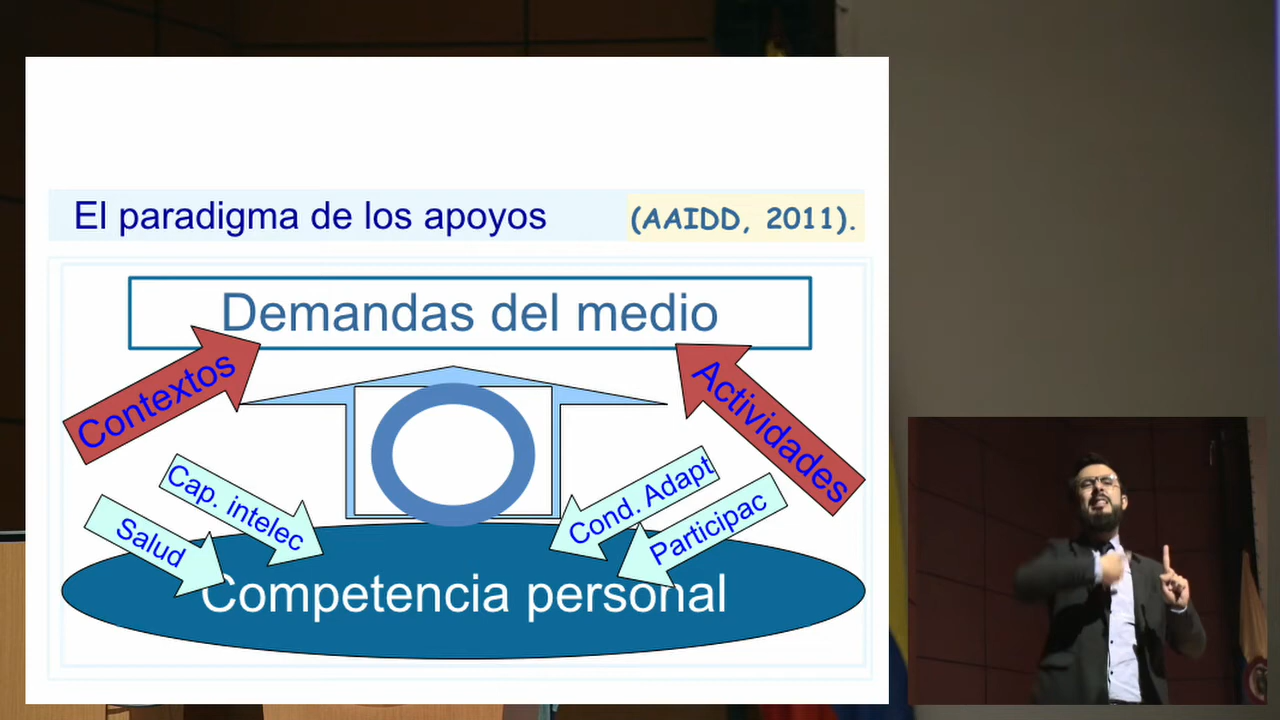 El paradigma de los apoyos (AAIDD, 2011).
Demandas del medio
Contextos
Actividades
Cap. intelec
Cond. Adapt
Salud
Participac
Competencia personal